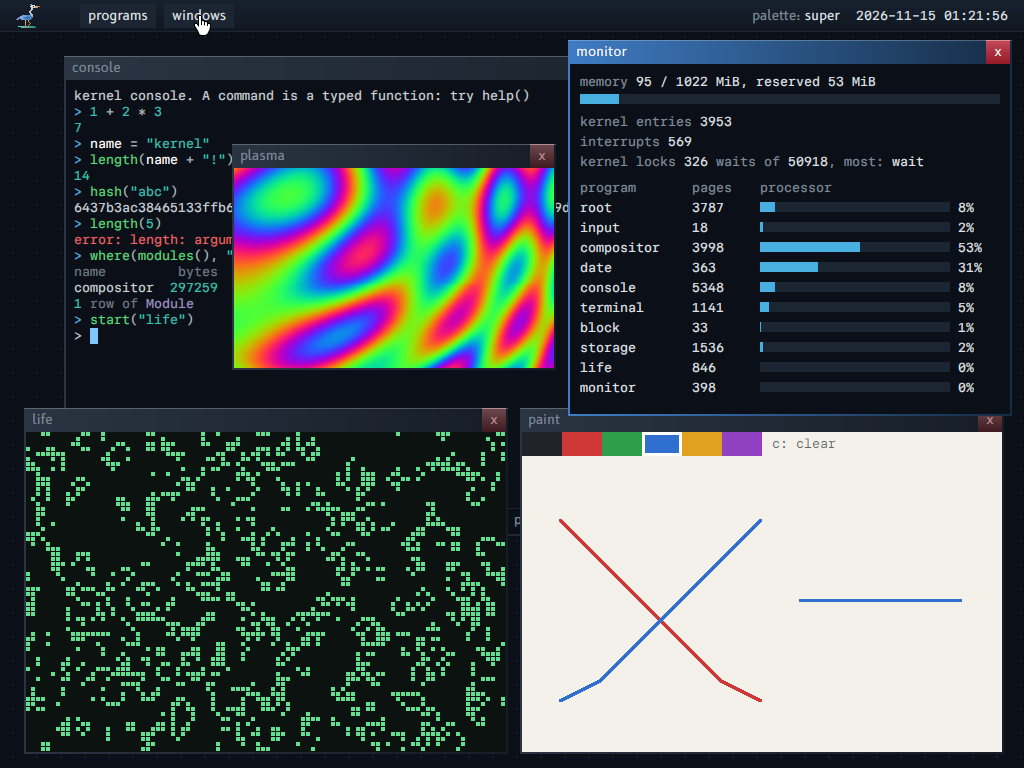 programs windows palette: super 2026-11-15 01:21:56
console
kernel console. A command is a typed function: try help()
> 1 + 2 * 3
7
> name = "kernel"
> length(name + "!")
14
> hash("abc")
6437b3ac38465133ffb6
> length(5)
error: length: argum
> where(modules(), "
name bytes
compositor 297259
1 row of Module
> start("life")
>
plasma x
monitor x
memory 95 / 1022 MiB, reserved 53 MiB
kernel entries 3953
interrupts 569
kernel locks 326 waits of 50918, most: wait
program pages processor
root 3787 8%
input 18 2%
compositor 3998 53%
date 363 31%
console 5348 8%
terminal 1141 5%
block 33 1%
storage 1536 2%
life 846 0%
monitor 398 0%
life x
paint x
c: clear